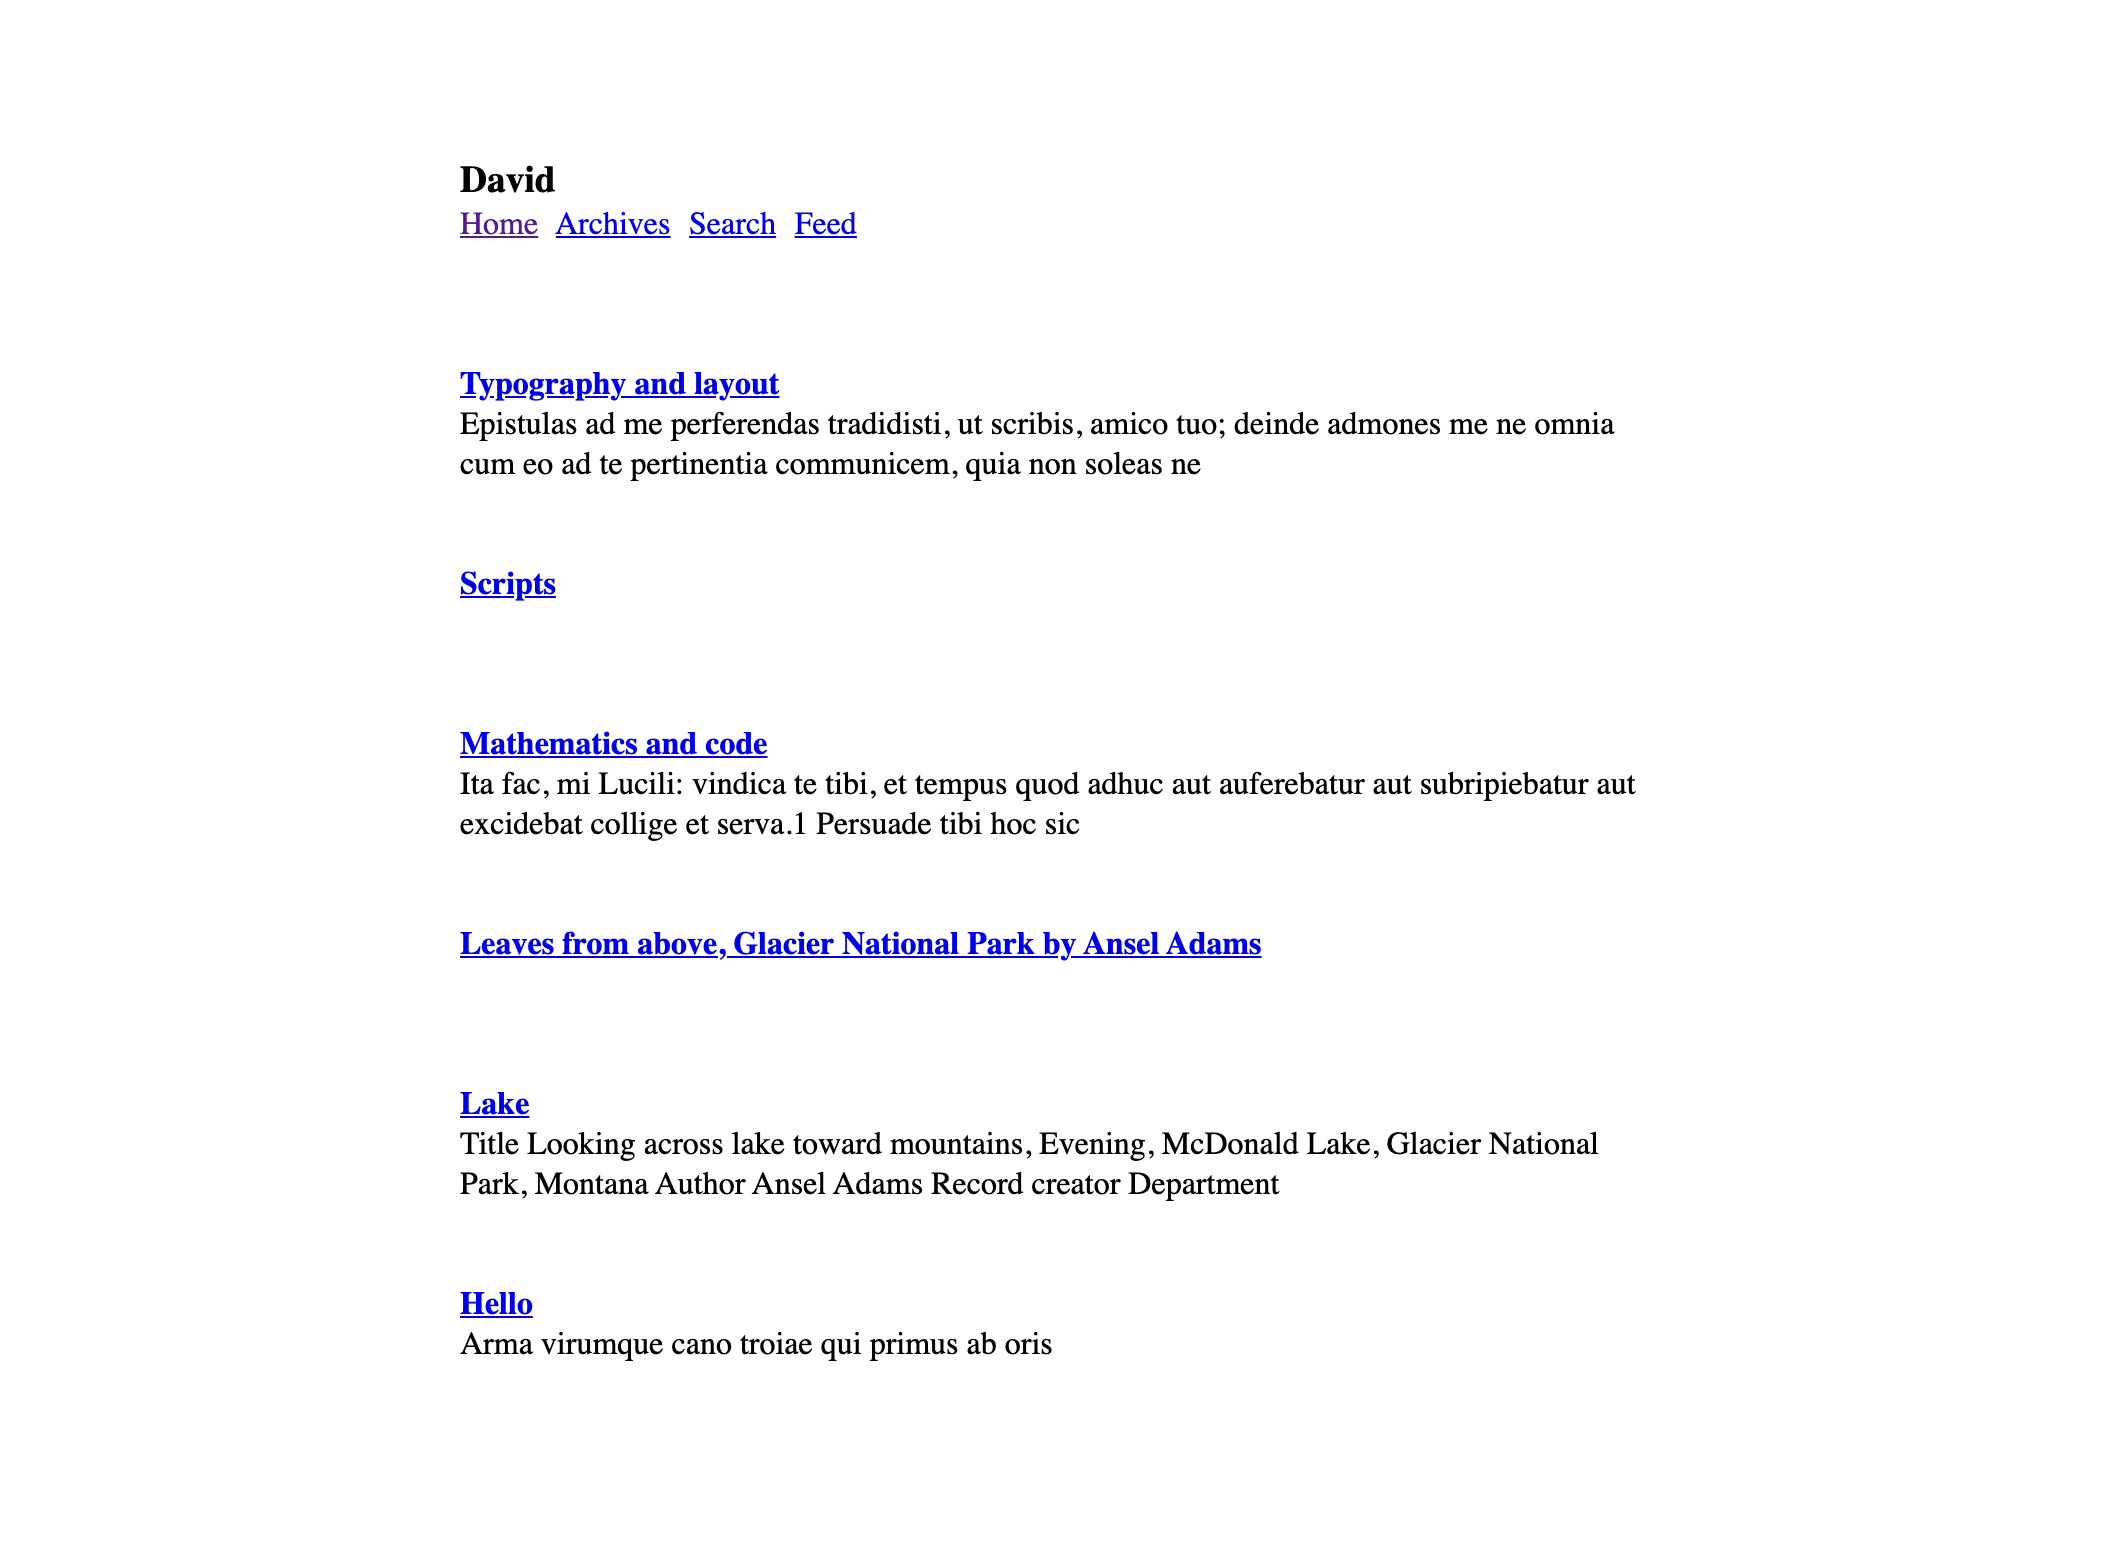 David
Home Archives Search Feed
Typography and layout
Epistulas ad me perferendas tradidisti, ut scribis, amico tuo; deinde admones me ne omnia
cum eo ad te pertinentia communicem, quia non soleas ne
Scripts
Mathematics and code
Ita fac, mi Lucili: vindica te tibi, et tempus quod adhuc aut auferebatur aut subripiebatur aut
excidebat collige et serva.1 Persuade tibi hoc sic
Leaves from above, Glacier National Park by Ansel Adams
Lake
Title Looking across lake toward mountains, Evening, McDonald Lake, Glacier National
Park, Montana Author Ansel Adams Record creator Department
Hello
Arma virumque cano troiae qui primus ab oris